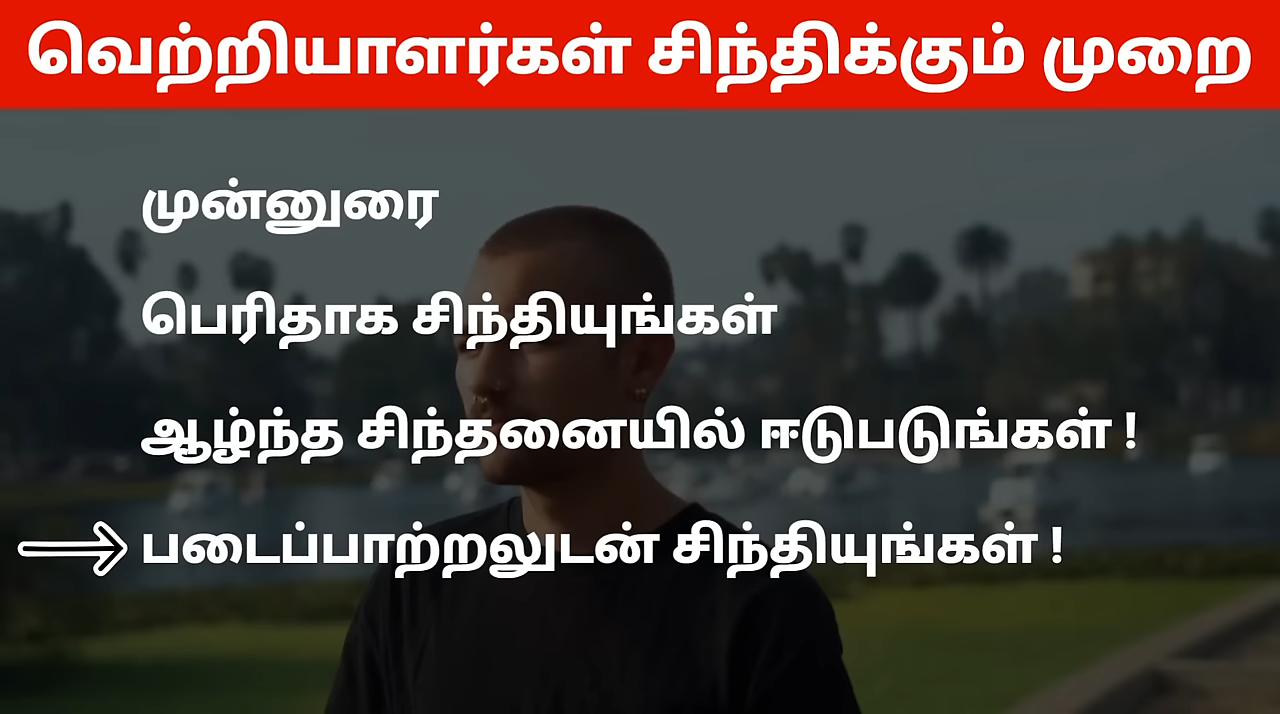 வெற்றியாளர்கள் சிந்திக்கும் முறை
முன்னுரை
பெரிதாக சிந்தியுங்கள்
ஆழ்ந்த சிந்தனையில் ஈடுபடுங்கள் !
படைப்பாற்றலுடன் சிந்தியுங்கள் !